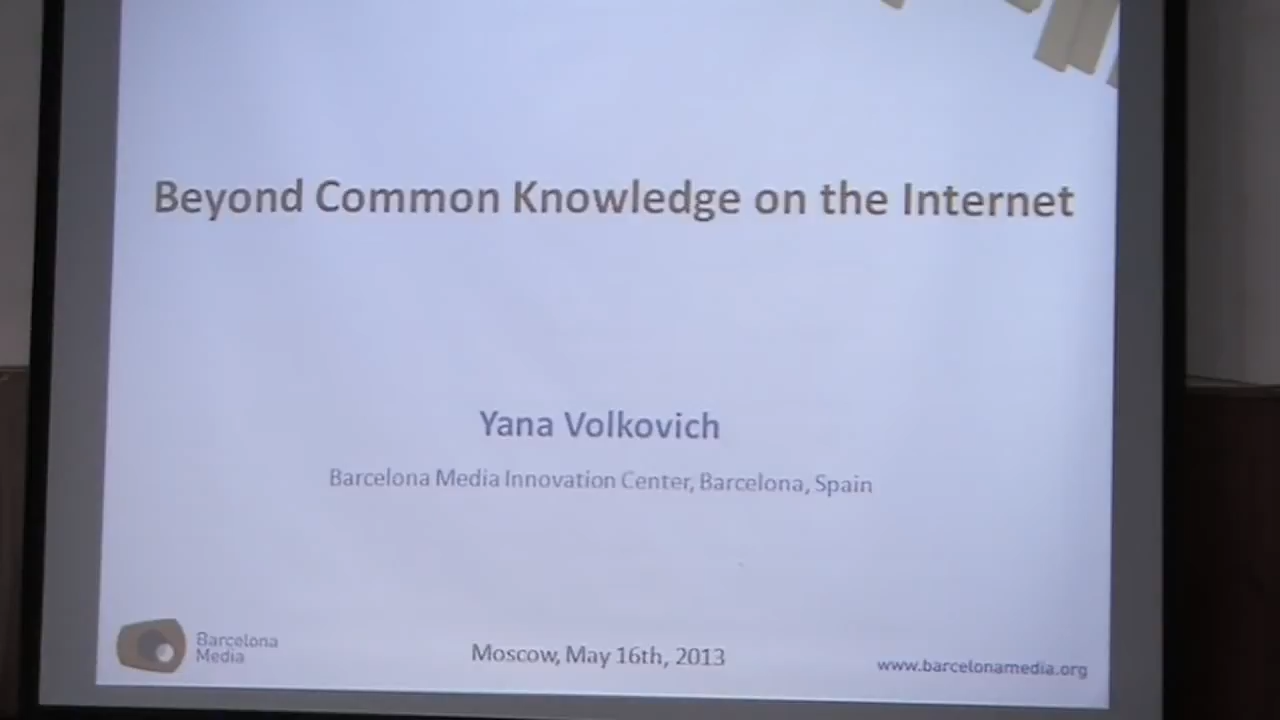 Beyond Common Knowledge on the Internet
Yana Volkovich
Barcelona Media Innovation Center, Barcelona, Spain
Barcelona
Media
Moscow, May 16th, 2013
www.barcelonamedia.org